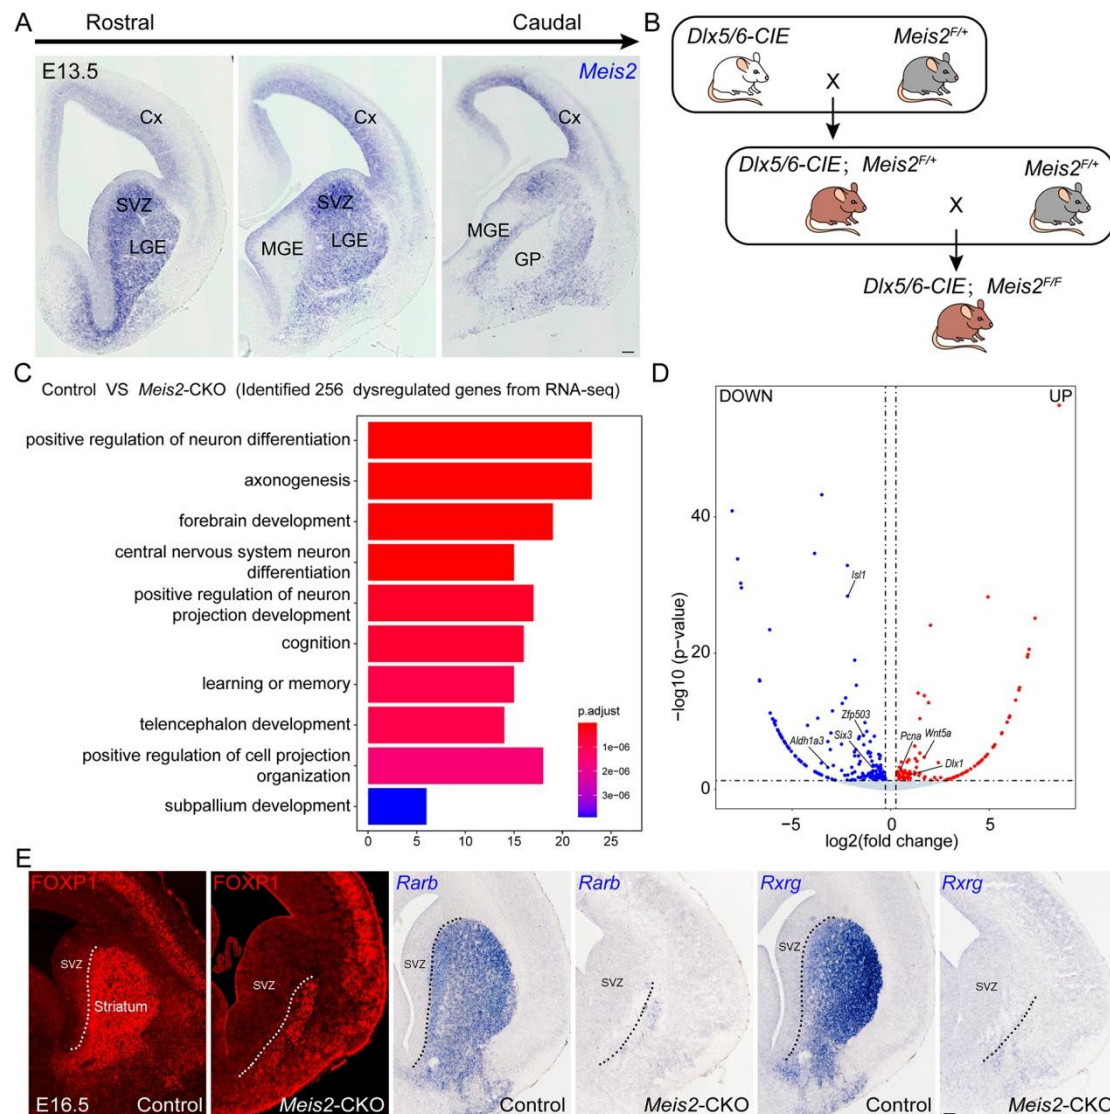 A
Rostral
Caudal
E13.5
Meis2
Cx
SVZ
LGE
Cx
SVZ
MGE
LGE
Cx
MGE
GP
B
Dlx5/6-CIE
Meis2F/+
X
Dlx5/6-CIE; Meis2F/+
Meis2F/+
X
Dlx5/6-CIE; Meis2F/F
C
Control VS Meis2-CKO (Identified 256 dysregulated genes from RNA-seq)
positive regulation of neuron differentiation
axonogenesis
forebrain development
central nervous system neuron
differentiation
positive regulation of neuron
projection development
cognition
learning or memory
telencephalon development
positive regulation of cell projection
organization
subpallium development
p.adjust
1e-06
2e-06
3e-06
0 5 10 15 20 25
D
DOWN
UP
40
20
0
−log10 (p-value)
Isl1
Zfp503
Aldh1a3
Six3
Pcna
Wnt5a
Dlx1
−5 0 5
log2(fold change)
E
FOXP1
SVZ
Striatum
E16.5
Control
FOXP1
SVZ
Meis2-CKO
Rarb
SVZ
Control
Rarb
SVZ
Meis2-CKO
Rxrg
SVZ
Control
Rxrg
SVZ
Meis2-CKO